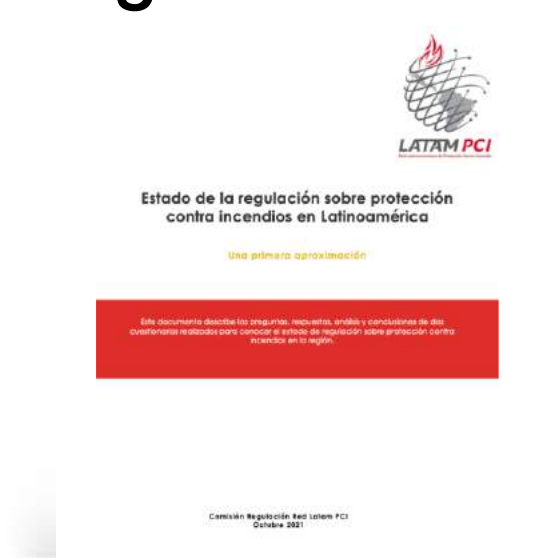 g
LATAM PCI
Estado de la regulación sobre protección
contra incendios en Latinoamérica
Una primera aproximación
Este documento describe las preguntas, respuestas, análisis y conclusiones de dos
cuestionarios realizados para conocer el estado de regulación sobre protección contra
incendios en la región.
Comisión Regulación Red Latam PCI
Octubre 2021